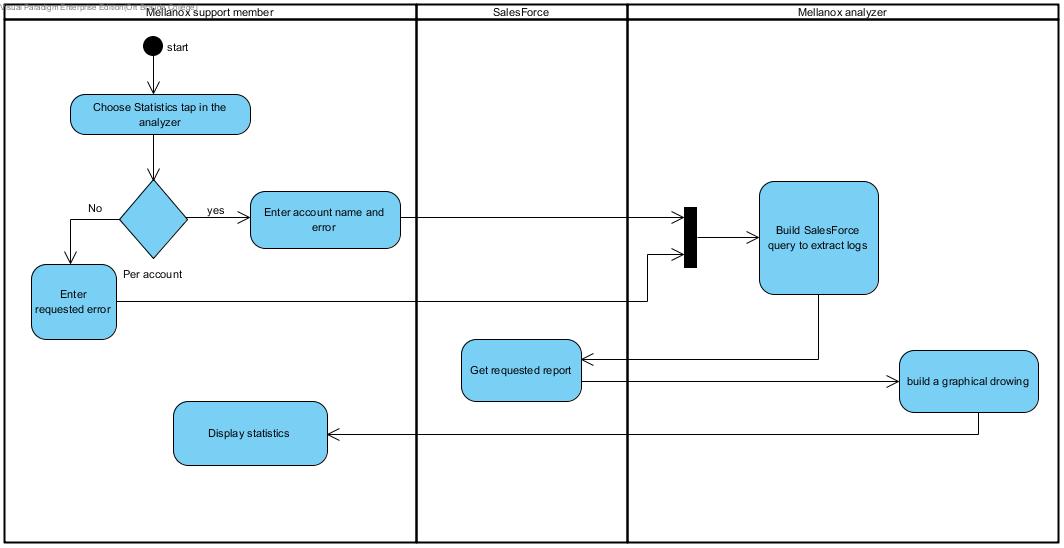 Visual Paradigm Enterprise Edition(Ort
Mellanox support member
SalesForce
Mellanox analyzer
start
Choose Statistics tap in the
analyzer
No
yes
Enter account name and
error
Per account
Enter
requested error
Build SalesForce
query to extract logs
Get requested report
build a graphical drowing
Display statistics